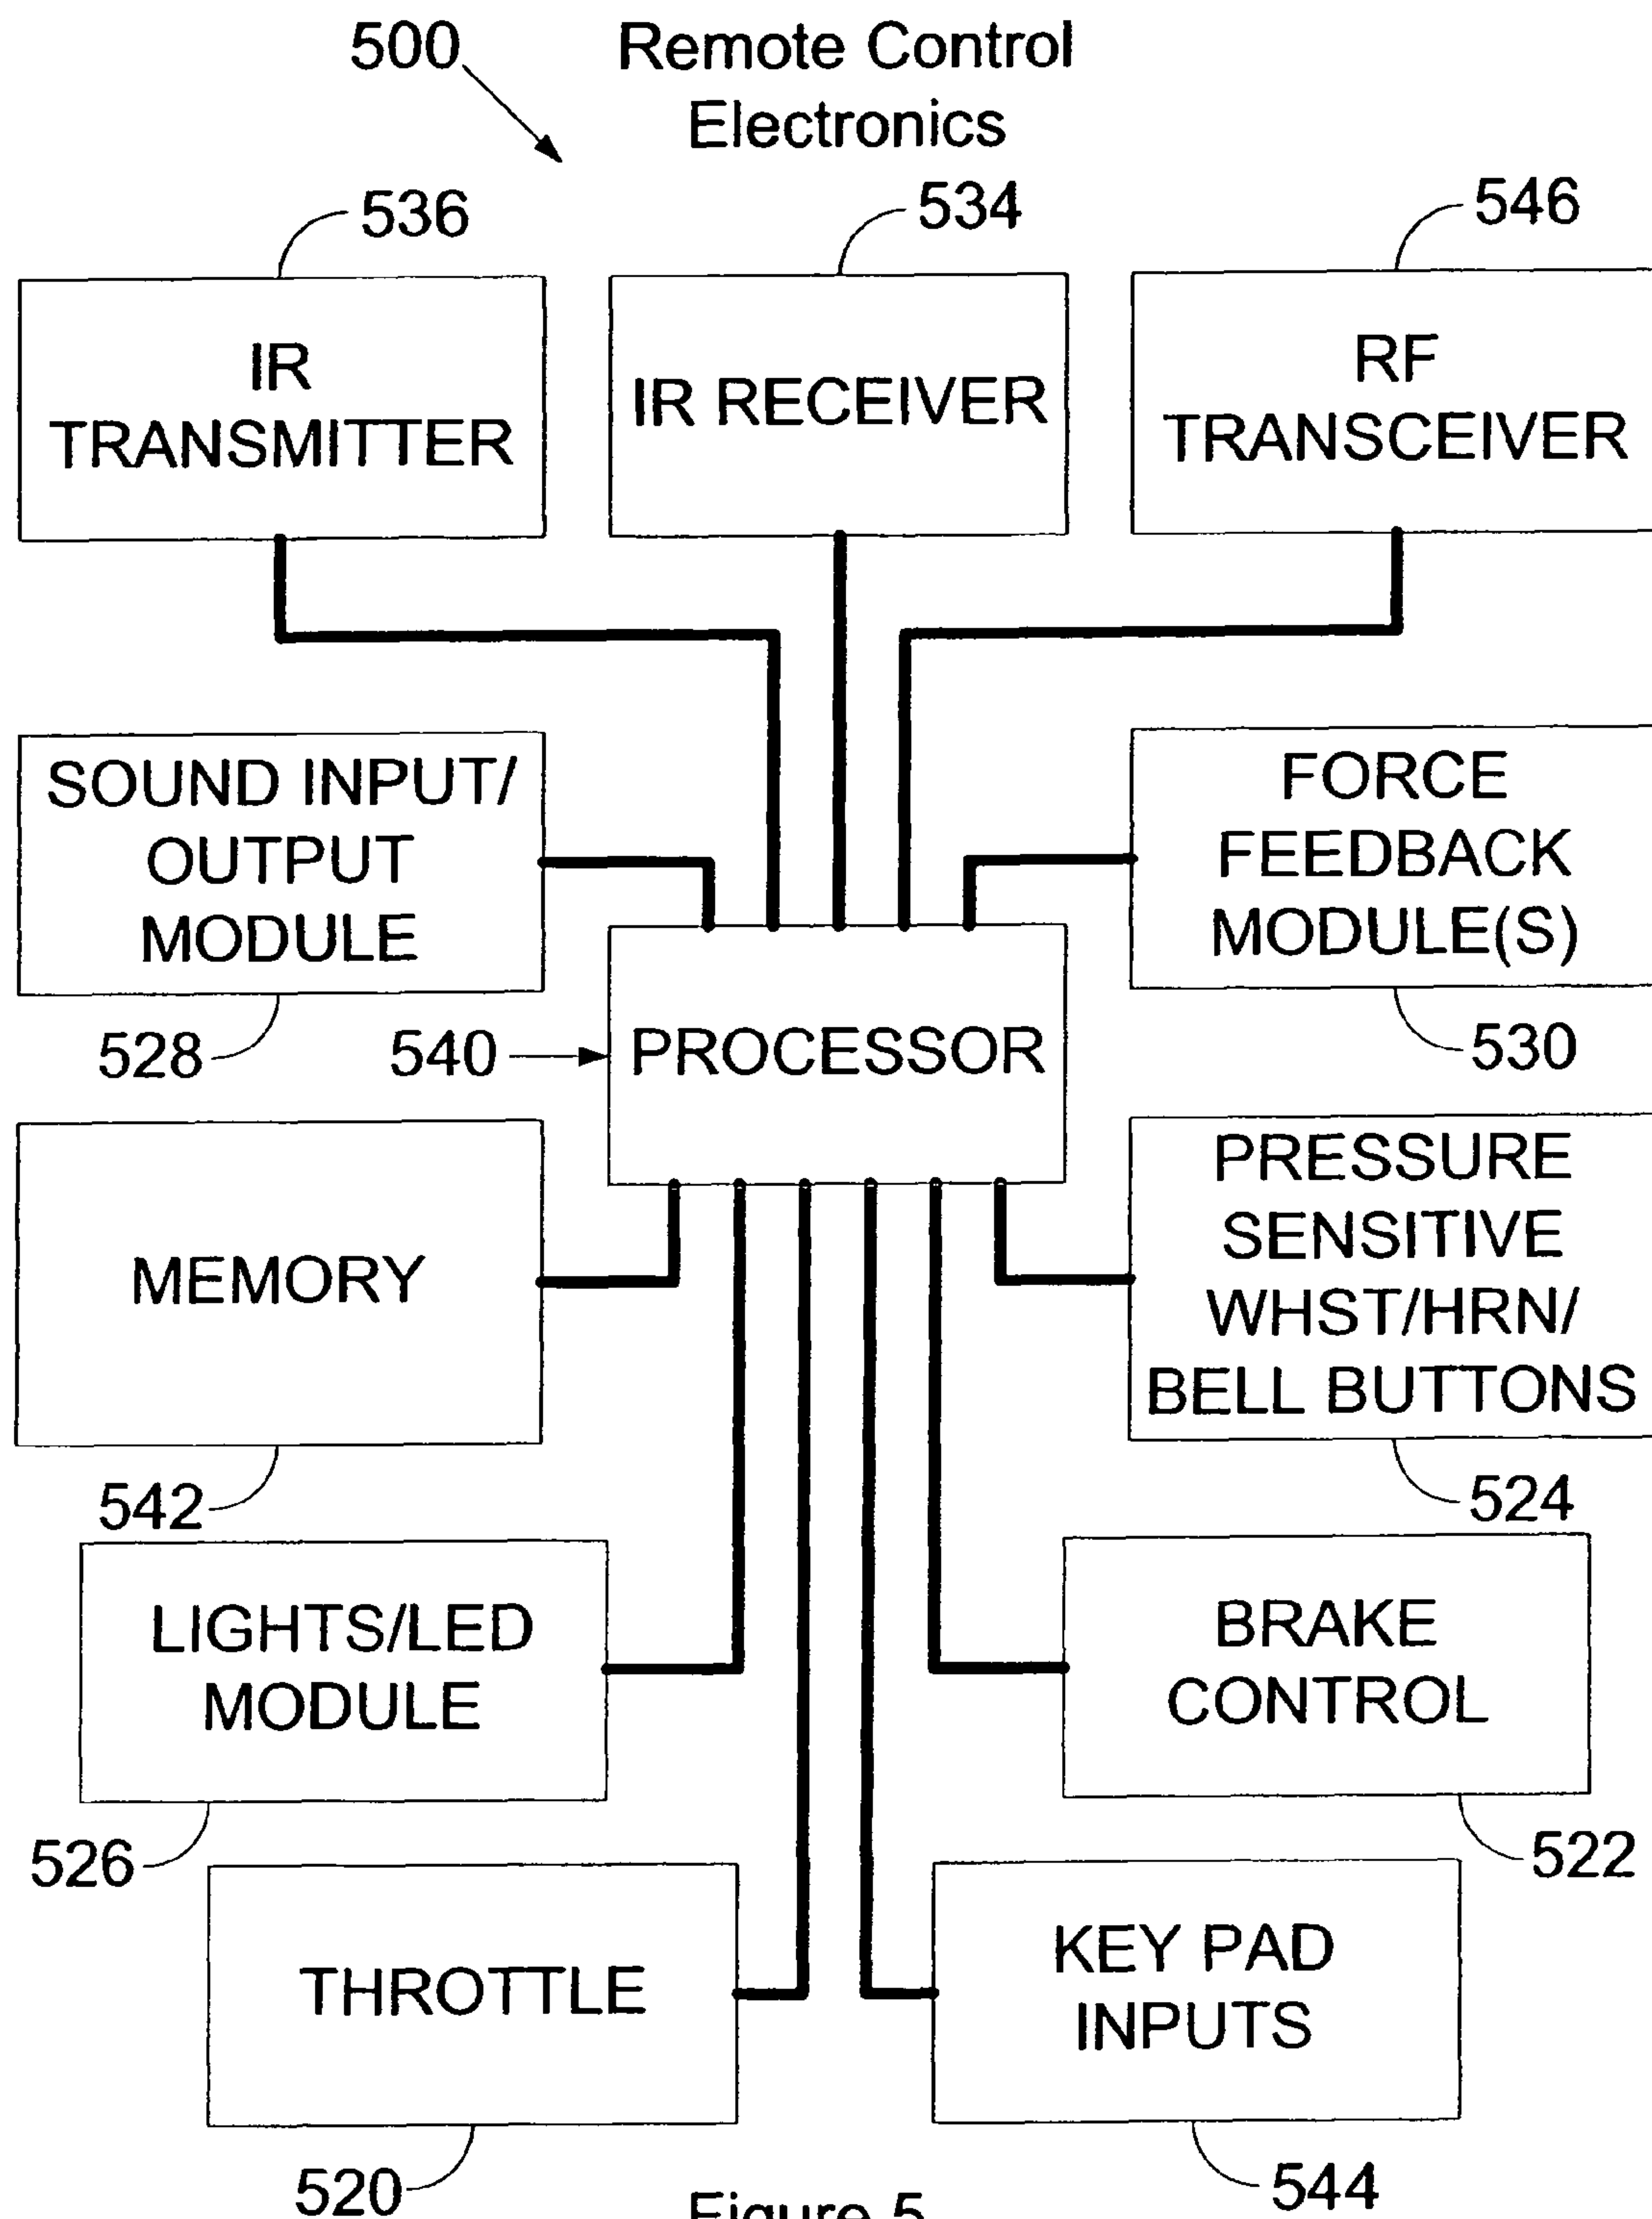 500
Remote Control
Electronics
536
534
546
IR
TRANSMITTER
IR RECEIVER
RF
TRANSCEIVER
SOUND INPUT/
OUTPUT
MODULE
528
FORCE
FEEDBACK
MODULE(S)
530
540
PROCESSOR
MEMORY
542
PRESSURE
SENSITIVE
WHST/HRN/
BELL BUTTONS
524
LIGHTS/LED
MODULE
526
BRAKE
CONTROL
522
THROTTLE
520
KEY PAD
INPUTS
544
Figure 5